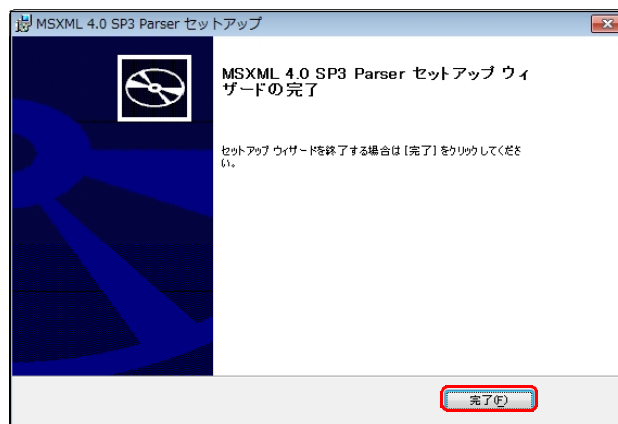 MSXML 4.0 SP3 Parser セットアップ
MSXML 4.0 SP3 Parser セットアップ ウィ
ザードの完了
セットアップ ウィザードを終了する場合は [完了] をクリックしてくださ
い。
完了(F)